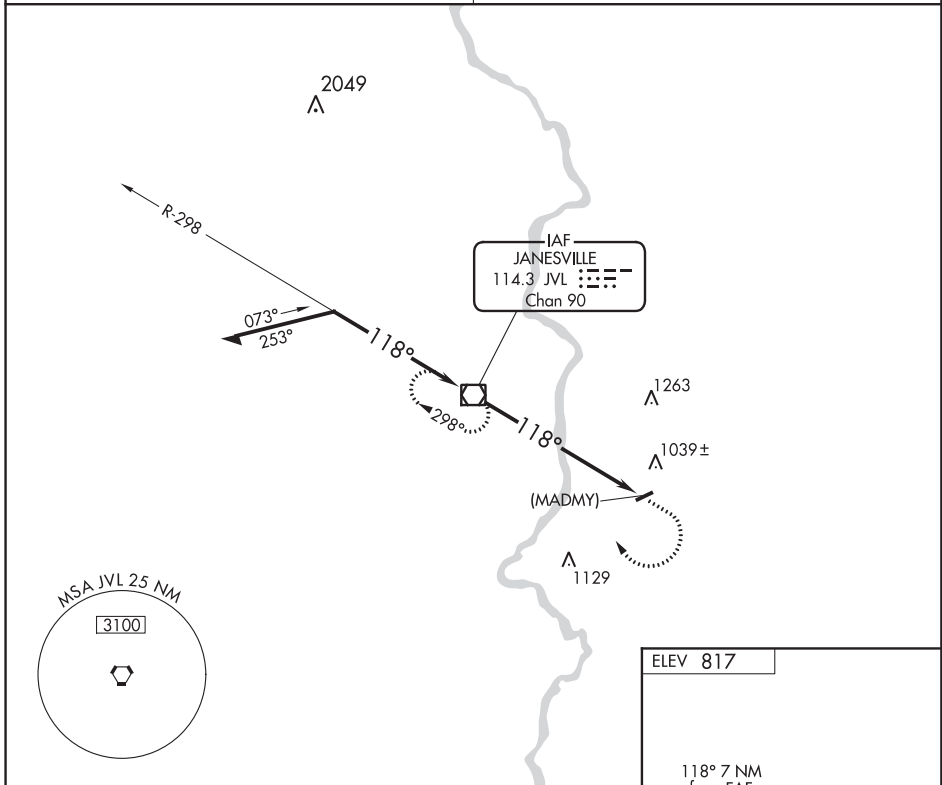 2049
R-298
IAF
JANESVILLE
114.3 JVL
Chan 90
073°
253°
118°
298°
118°
1263
1039±
(MADMY)
1129
MSA JVL 25 NM
3100
ELEV 817
118° 7 NM